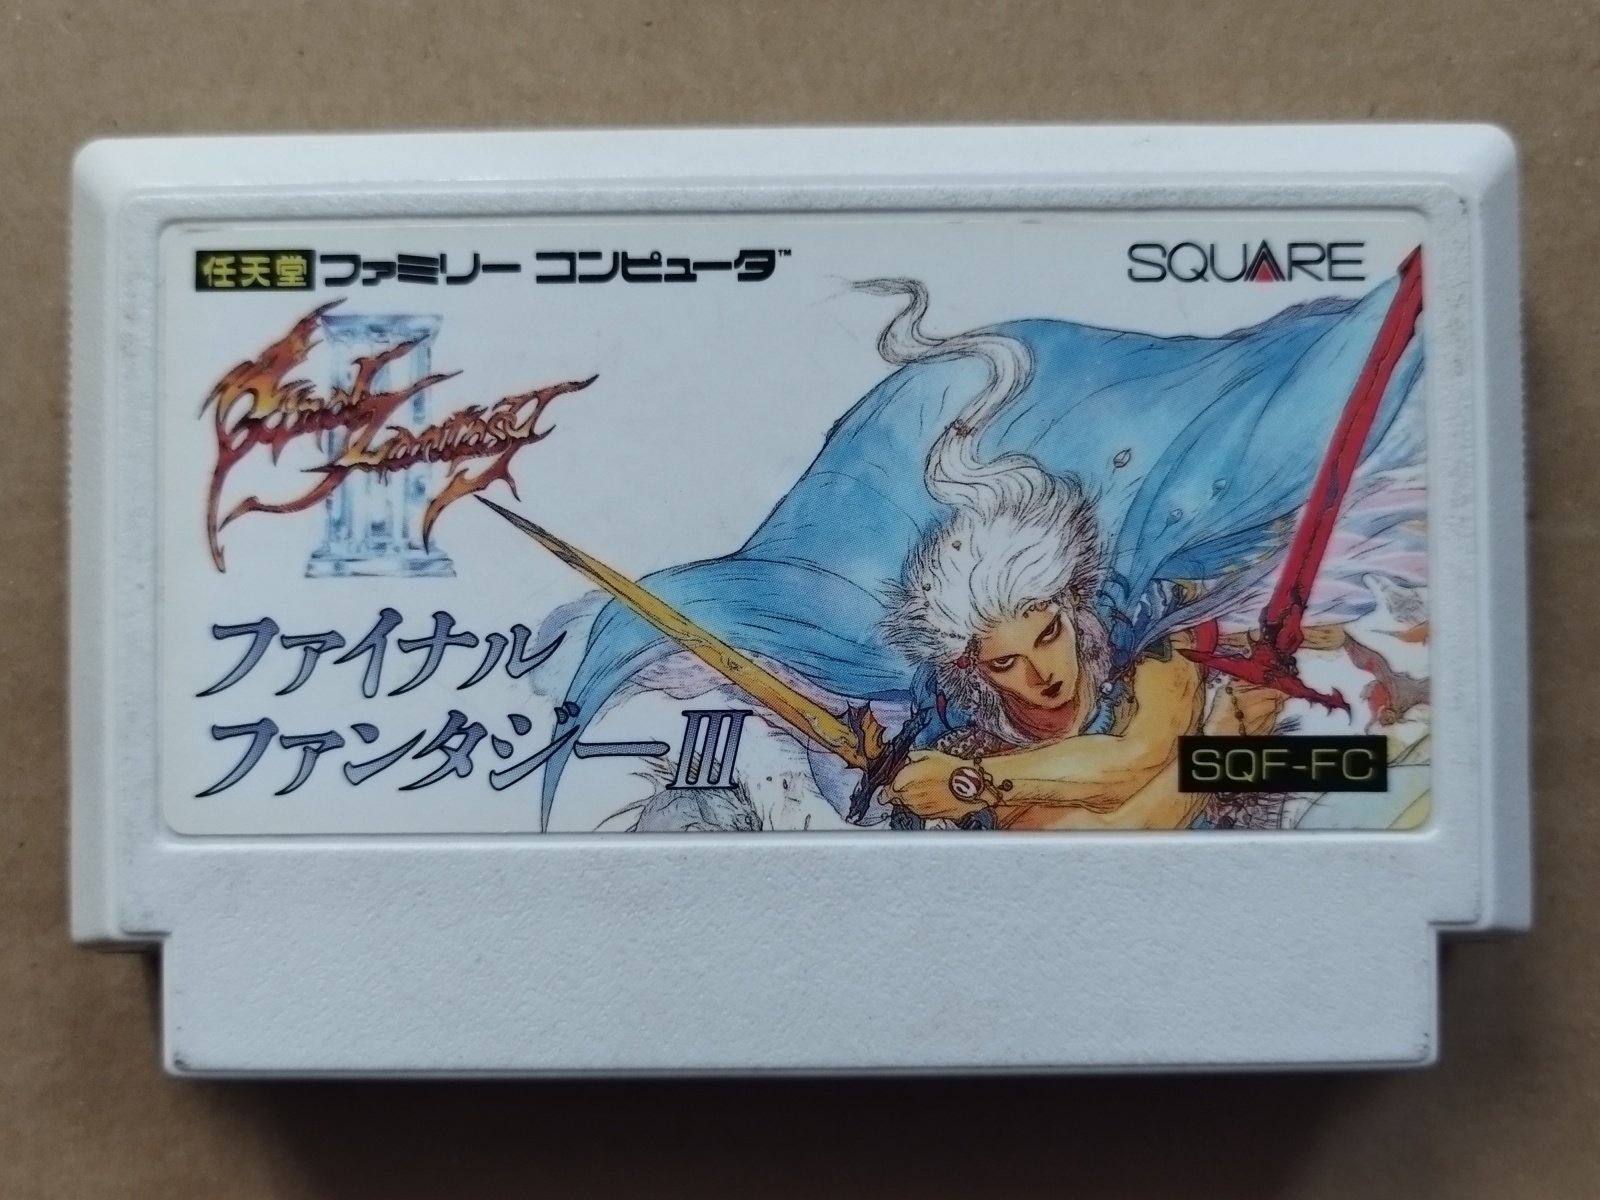 任天堂 ファミリー コンピュータ™
SQUARE
Final Fantasy III
ファイナル
ファンタジーIII
SQF-FC